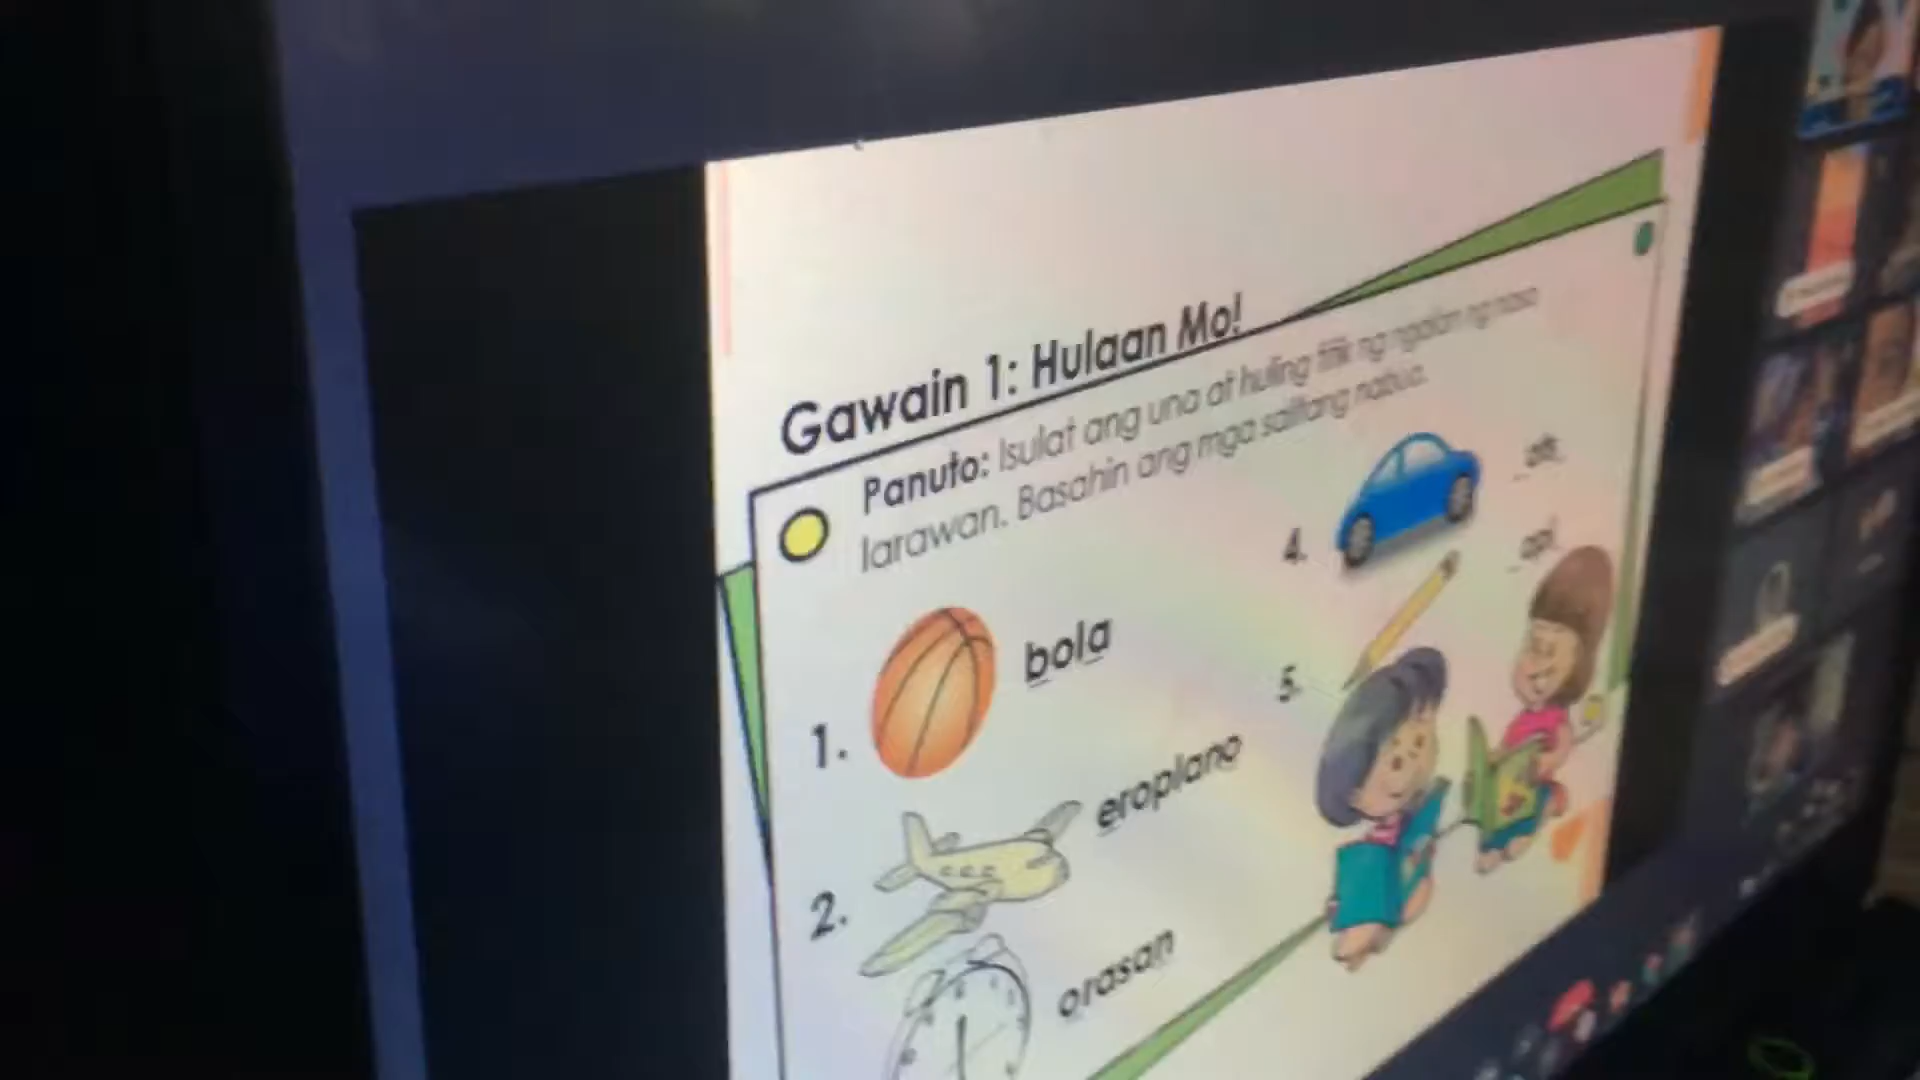 Gawain 1: Hulaan Mo!
Panuto: Isulat ang una at huling titik ng ngalan ng nasa
larawan. Basahin ang mga salitang nabuo.
1. bola
2. eroplano
orasan
4.
5. _api_